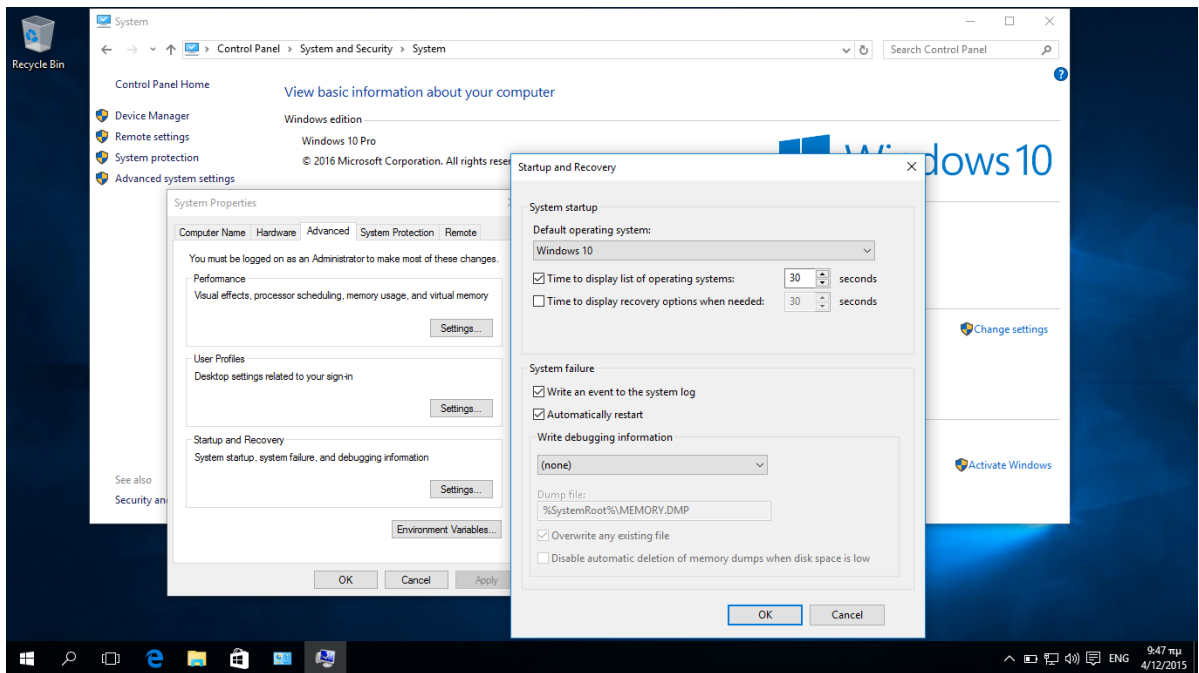 Recycle Bin
System
Control Panel > System and Security > System
Search Control Panel
Control Panel Home
Device Manager
Remote settings
System protection
Advanced system settings
See also
View basic information about your computer
Windows edition
Windows 10 Pro
© 2016 Microsoft Corporation. All rights
Windows 10
Change settings
Activate Windows
System Properties
Computer Name Hardware Advanced System Protection Remote
You must be logged on as an Administrator to make most of these changes.
Performance
Visual effects, processor scheduling, memory usage, and virtual memory
Settings...
User Profiles
Desktop settings related to your sign-in
Settings...
Startup and Recovery
System startup, system failure, and debugging information
Settings...
Environment Variables...
OK Cancel Apply
Startup and Recovery
System startup
Default operating system:
Windows 10
Time to display list of operating systems: 30 seconds
Time to display recovery options when needed: 30 seconds
System failure
Write an event to the system log
Automatically restart
Write debugging information
(none)
Dump file:
%SystemRoot%\MEMORY.DMP
Overwrite any existing file
Disable automatic deletion of memory dumps when disk space is low
OK Cancel
Security
ENG
9:47 πμ
4/12/2015